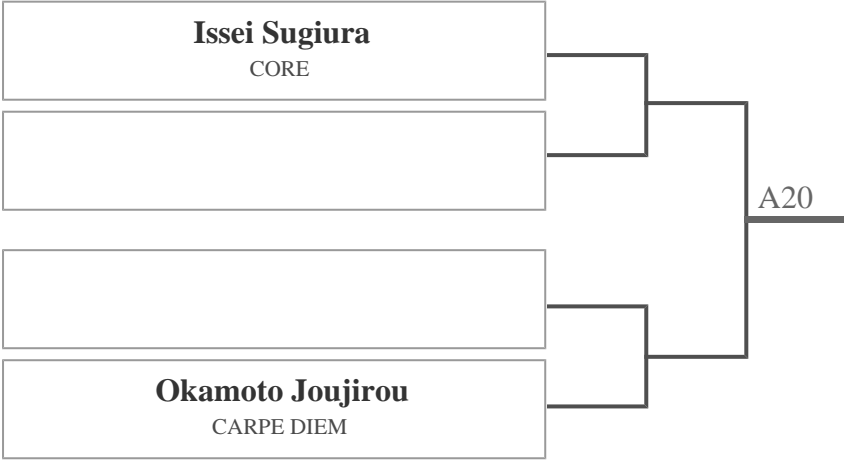 Issei Sugiura
CORE
A20
Okamoto Joujirou
CARPE DIEM